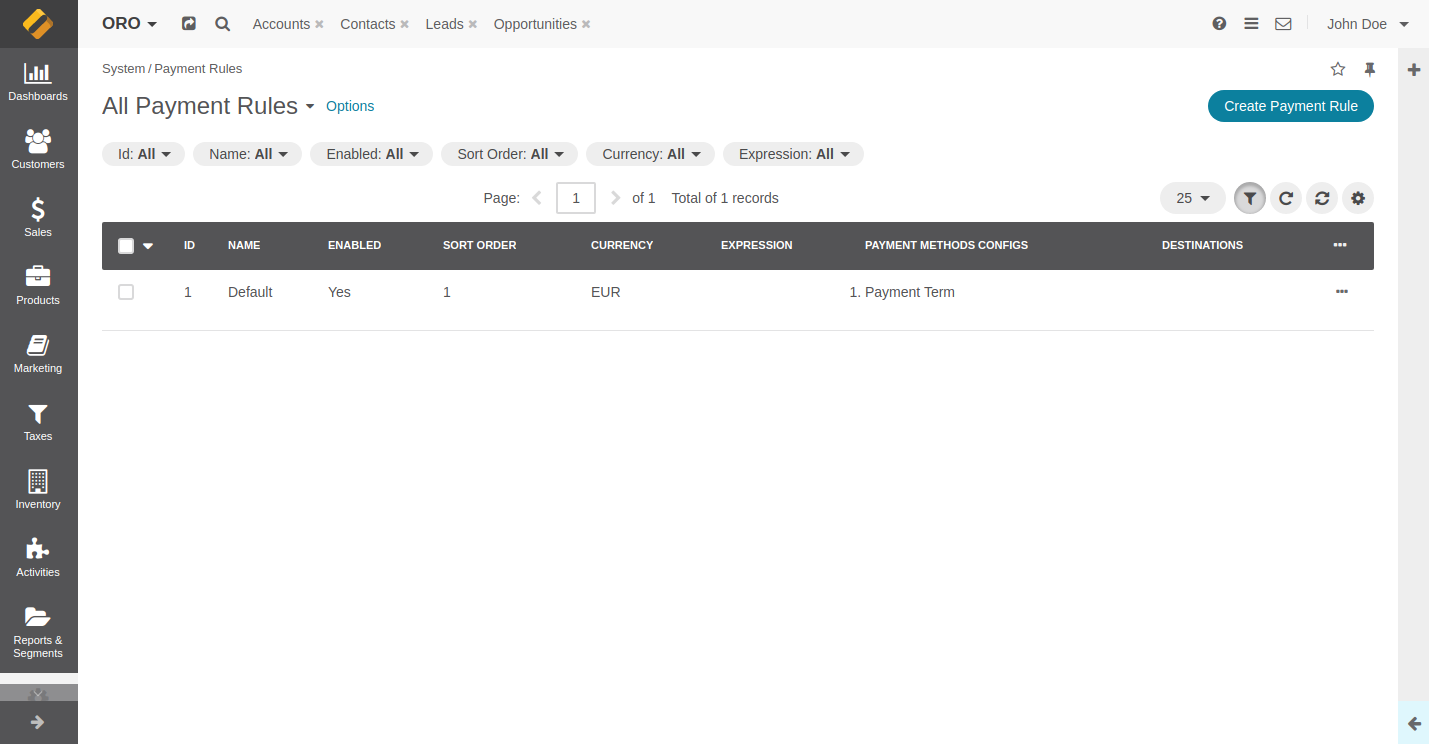 ORO Accounts Contacts Leads Opportunities John Doe
System / Payment Rules
All Payment Rules Options Create Payment Rule
Id: All Name: All Enabled: All Sort Order: All Currency: All Expression: All
Page: 1 of 1 Total of 1 records 25
ID NAME ENABLED SORT ORDER CURRENCY EXPRESSION PAYMENT METHODS CONFIGS DESTINATIONS
1 Default Yes 1 EUR 1. Payment Term
Dashboards
Customers
Sales
Products
Marketing
Taxes
Inventory
Activities
Reports &
Segments